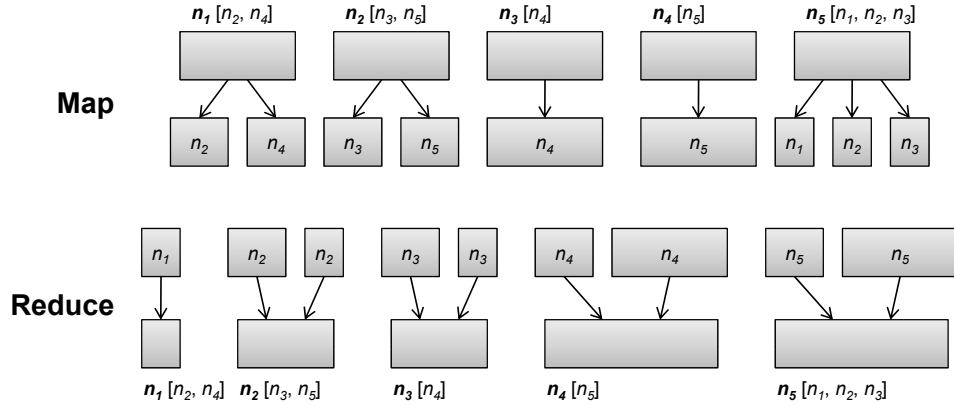 n₁ [n₂, n₄] n₂ [n₃, n₅] n₃ [n₄] n₄ [n₅] n₅ [n₁, n₂, n₃]
Map
n₂ n₄ n₃ n₅ n₄ n₅ n₁ n₂ n₃
n₁ n₂ n₂ n₃ n₃ n₄ n₄ n₅ n₅
Reduce
n₁ [n₂, n₄] n₂ [n₃, n₅] n₃ [n₄] n₄ [n₅] n₅ [n₁, n₂, n₃]